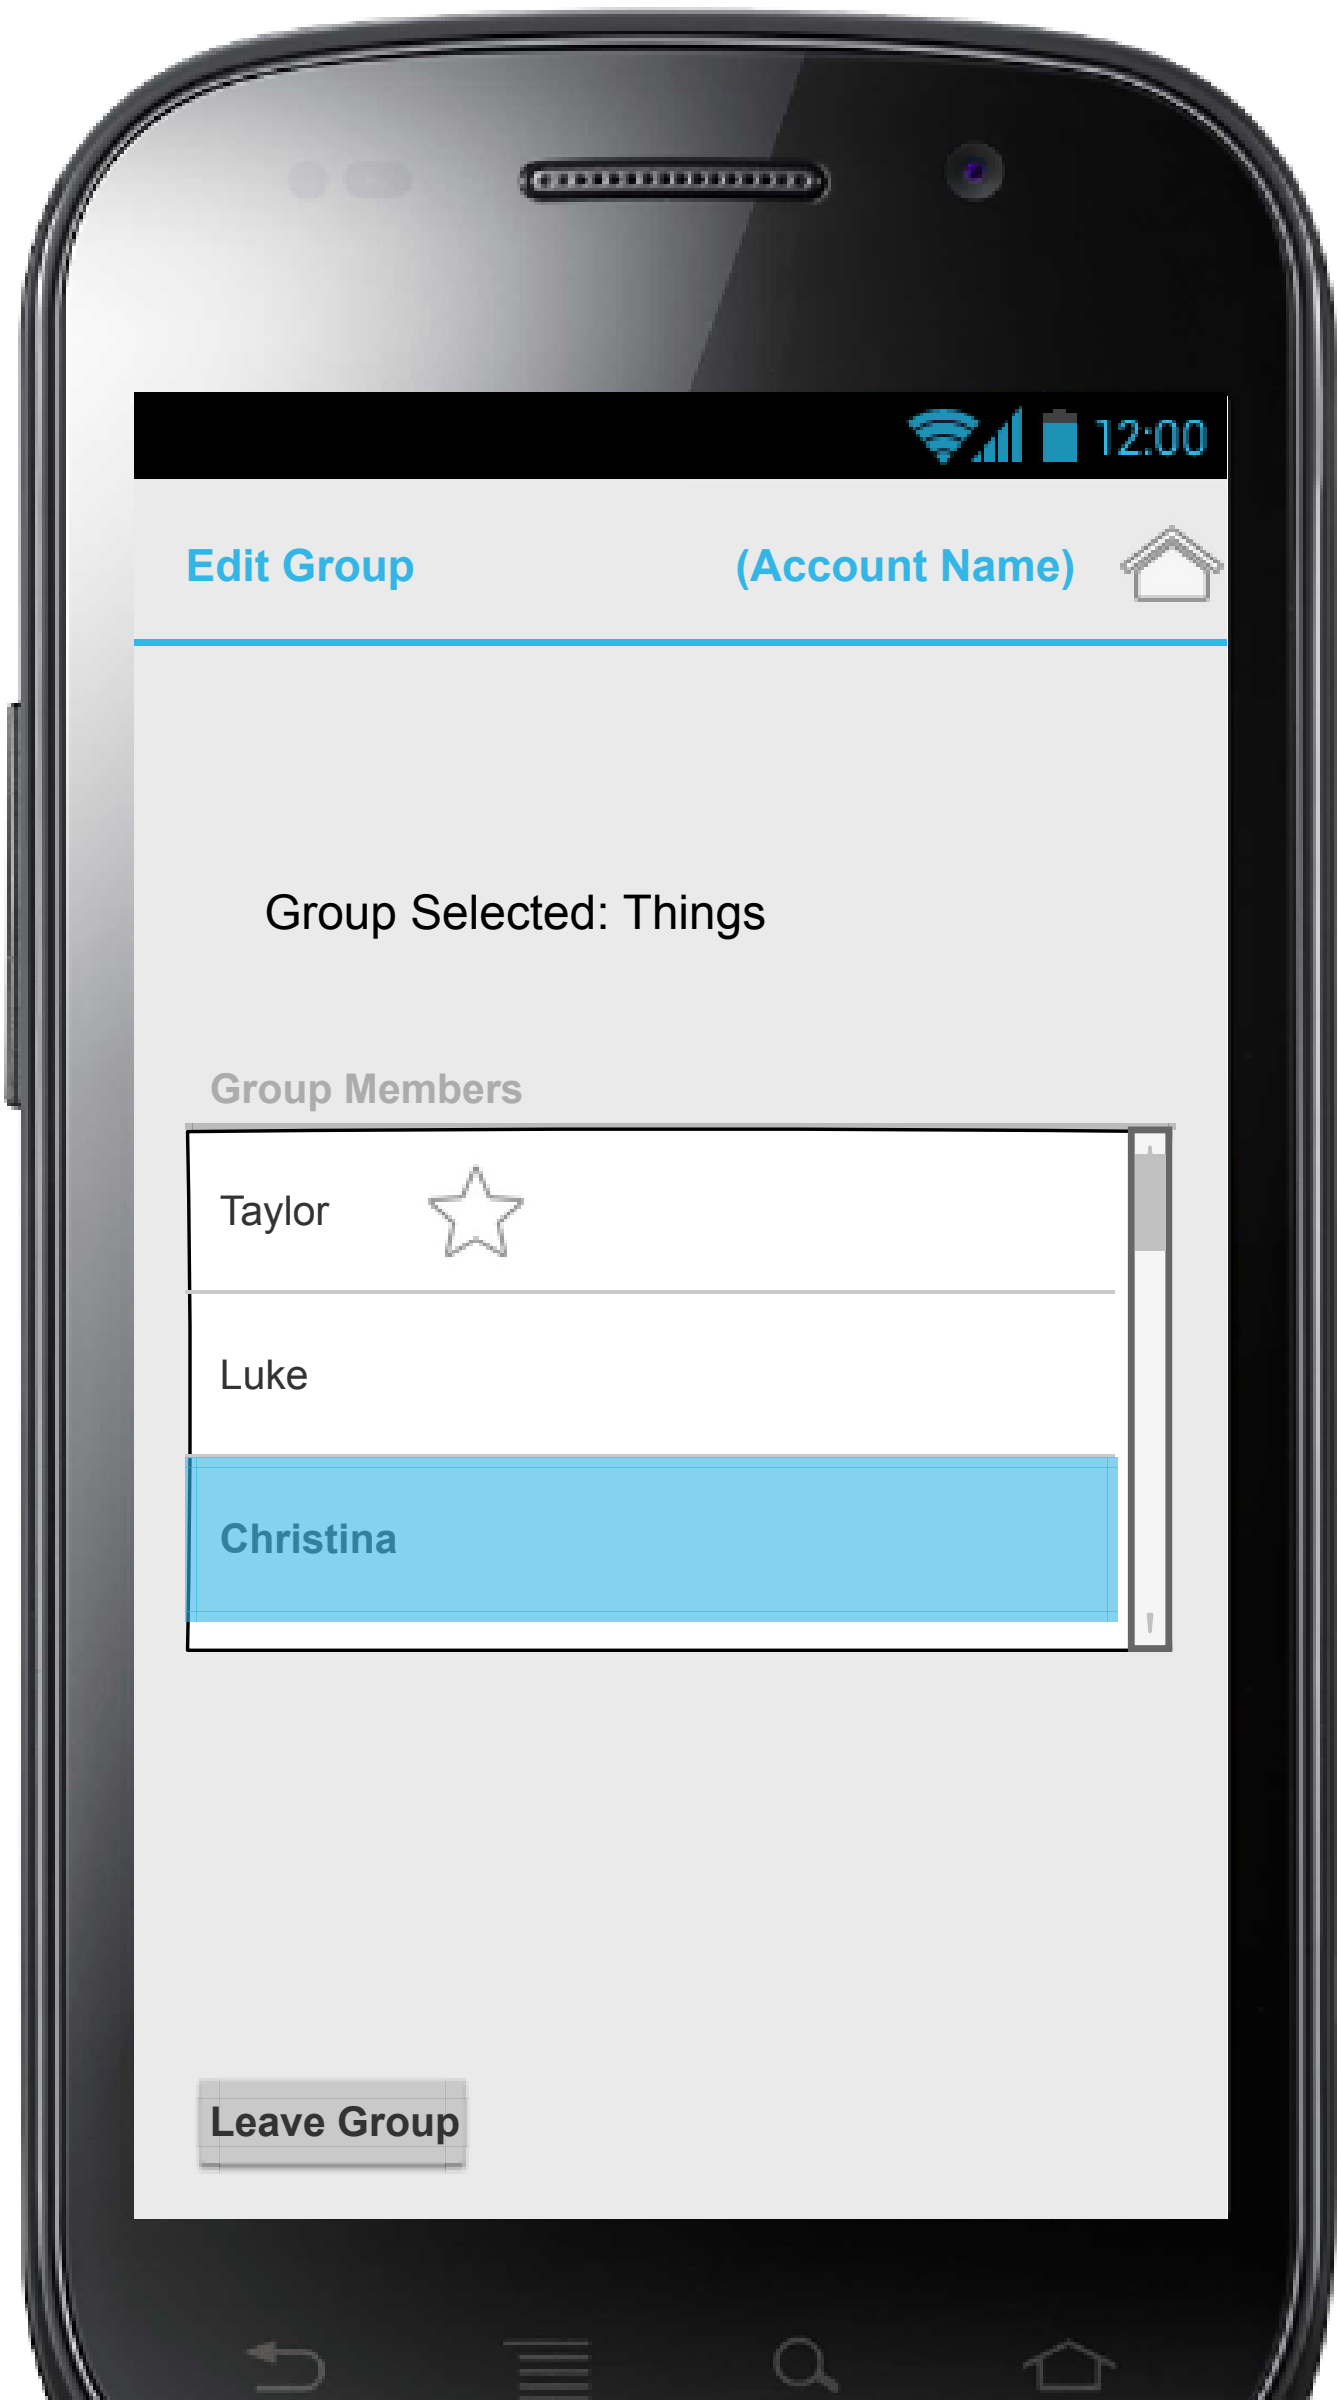 12:00
Edit Group (Account Name)
Group Selected: Things
Group Members
Taylor
Luke
Christina
Leave Group